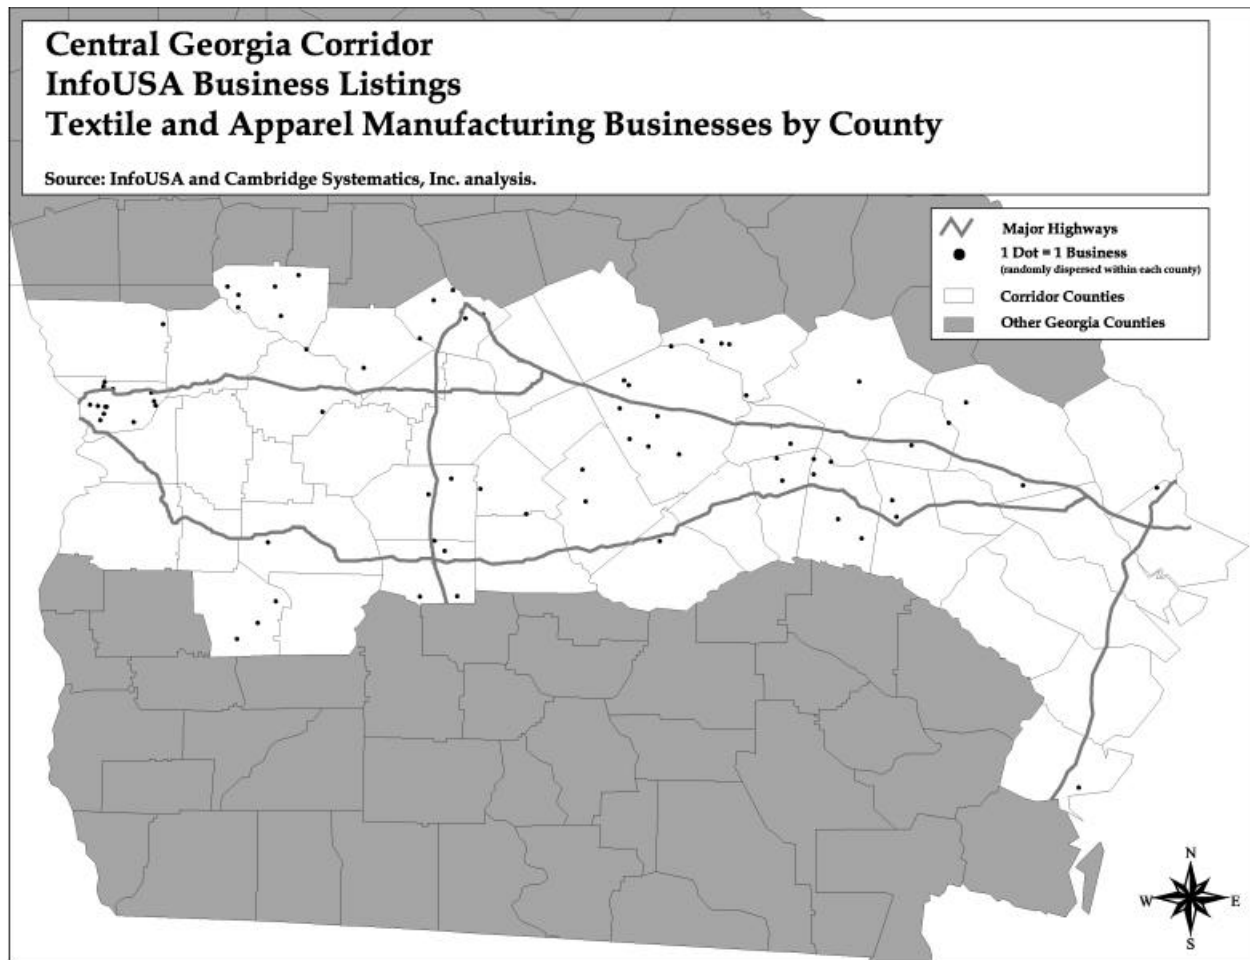 Central Georgia Corridor
InfoUSA Business Listings
Textile and Apparel Manufacturing Businesses by County
Source: InfoUSA and Cambridge Systematics, Inc. analysis.
Major Highways
1 Dot = 1 Business
(randomly dispersed within each county)
Corridor Counties
Other Georgia Counties
N
W E
S